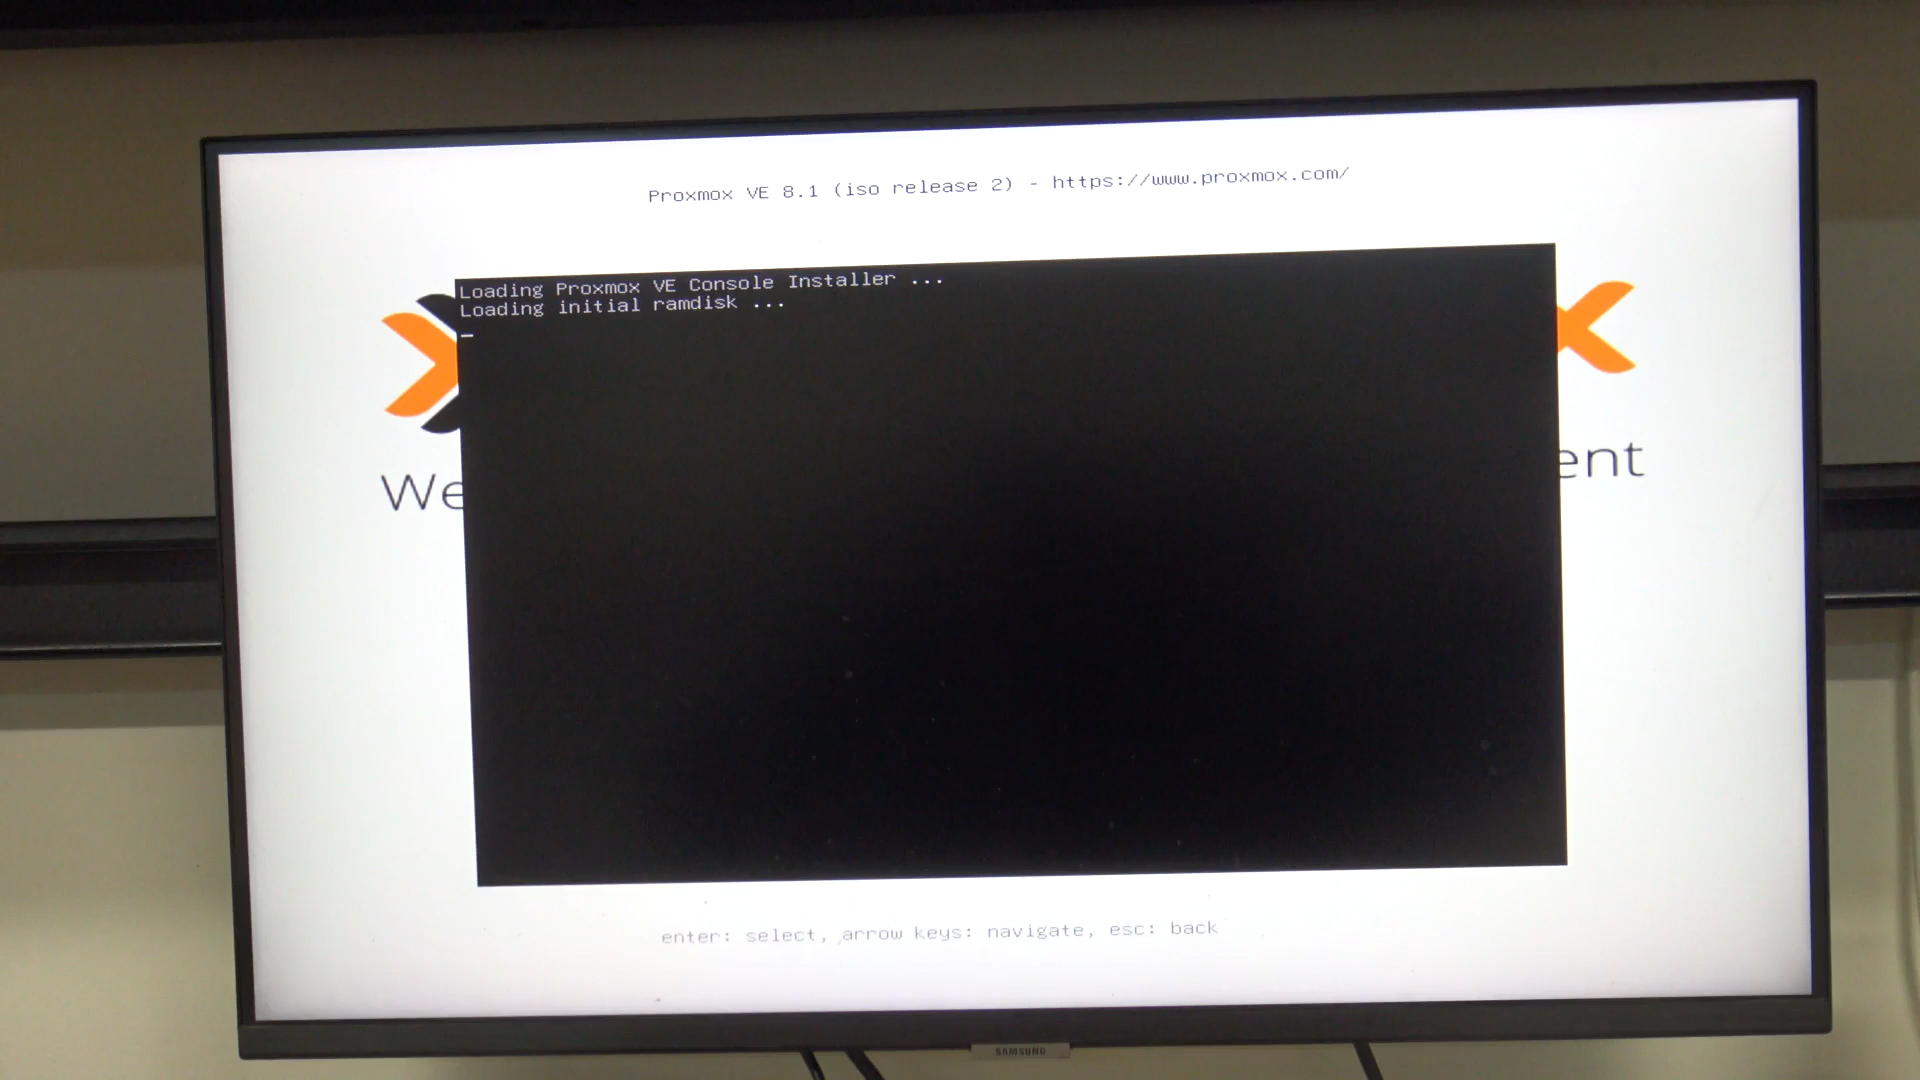 Proxmox VE 8.1 (iso release 2) - https://www.proxmox.com/
Loading Proxmox VE Console Installer ...
Loading initial ramdisk ...
We
ent
enter: select, arrow keys: navigate, esc: back
SAMSUNG